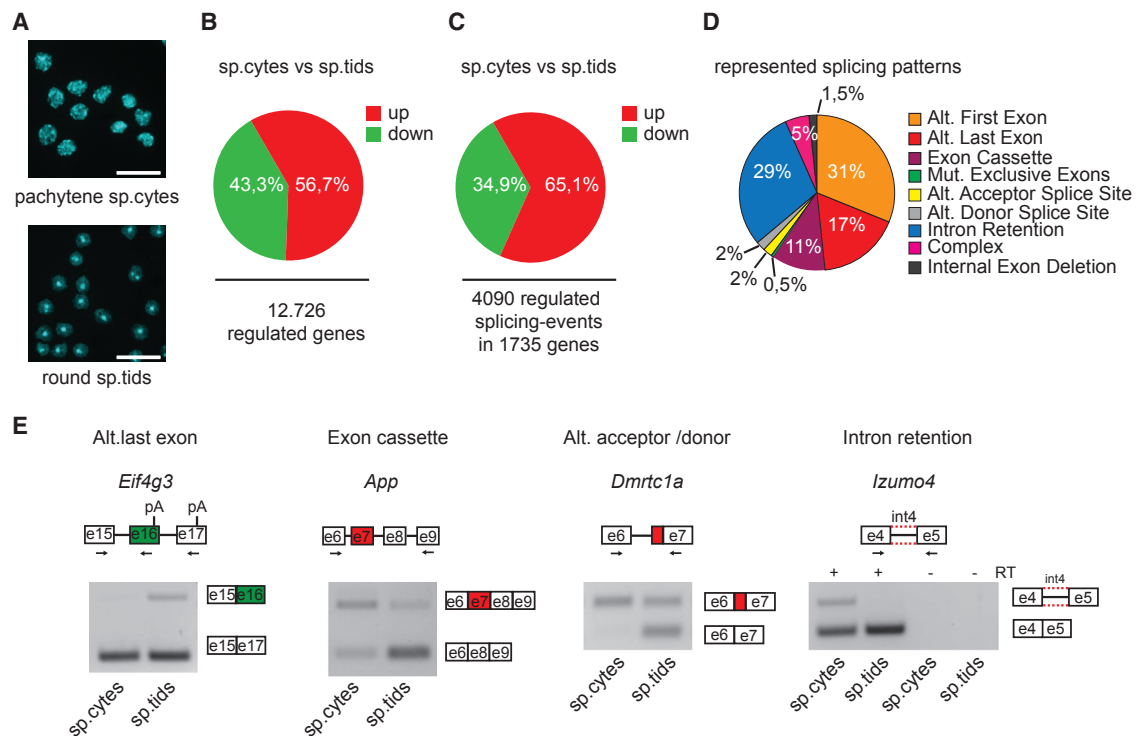 A
pachytene sp.cytes
round sp.tids
B
sp.cytes vs sp.tids
up
down
43,3%
56,7%
12.726
regulated genes
C
sp.cytes vs sp.tids
up
down
34,9%
65,1%
4090 regulated
splicing-events
in 1735 genes
D
represented splicing patterns
1,5%
5%
29%
31%
17%
11%
2%
2%
0,5%
Alt. First Exon
Alt. Last Exon
Exon Cassette
Mut. Exclusive Exons
Alt. Acceptor Splice Site
Alt. Donor Splice Site
Intron Retention
Complex
Internal Exon Deletion
E
Alt.last exon
Eif4g3
pA pA
e15 e16 e17
e15 e16
e15 e17
sp.cytes
sp.tids
Exon cassette
App
e6 e7 e8 e9
e6 e7 e8 e9
e6 e8 e9
sp.cytes
sp.tids
Alt. acceptor /donor
Dmrtc1a
e6 e7
e6 e7
e6 e7
sp.cytes
sp.tids
Intron retention
Izumo4
int4
e4 e5
+ + - - RT
int4
e4 e5
e4 e5
sp.cytes
sp.tids
sp.cytes
sp.tids